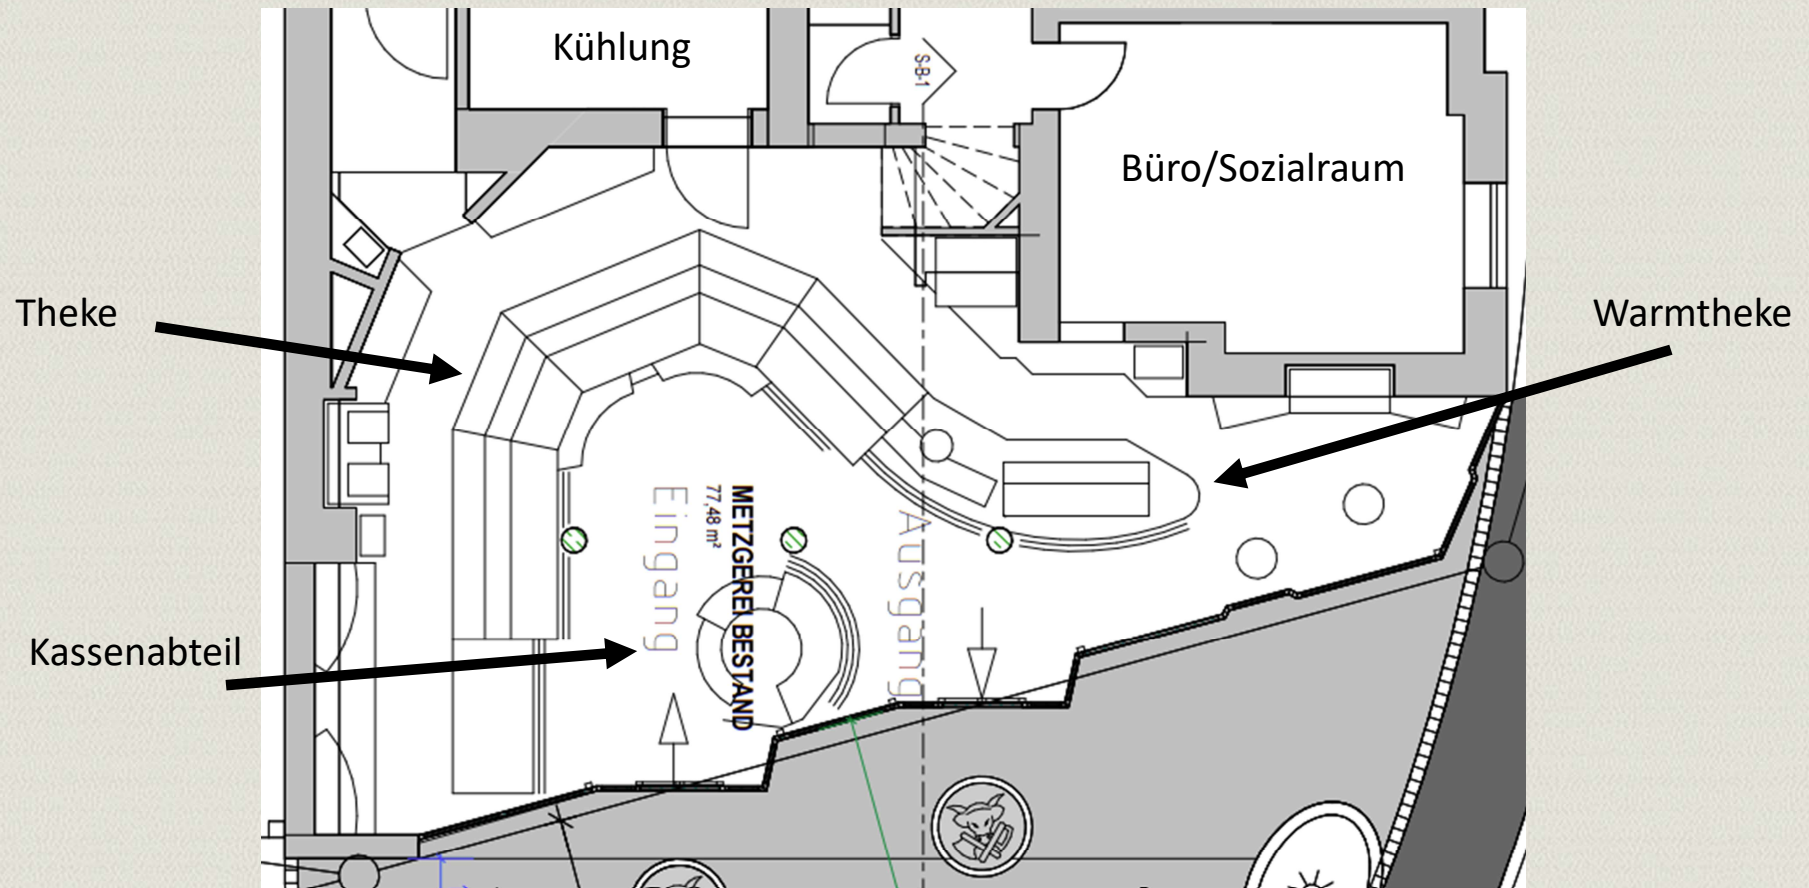 Kühlung
S-B-1
Büro/Sozialraum
Theke
Warmtheke
Eingang
77,48 m²
METZGEREI BESTAND
Ausgang
Kassenabteil